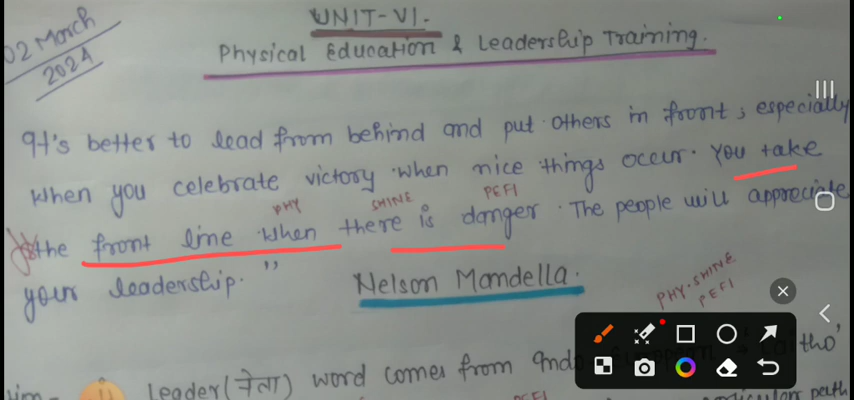 UNIT-VI.
02 March
2024
Physical Education & Leadership Training.
It's better to lead from behind and put others in front, especially
when you celebrate victory when nice things occur. You take
PHY SHINE PEFI
the front line when there is danger. The people will appreciate
your leadership."
Nelson Mandella.
PHY-SHINE
PEFI
Leader (नेता) word comes from Indo
PEFI